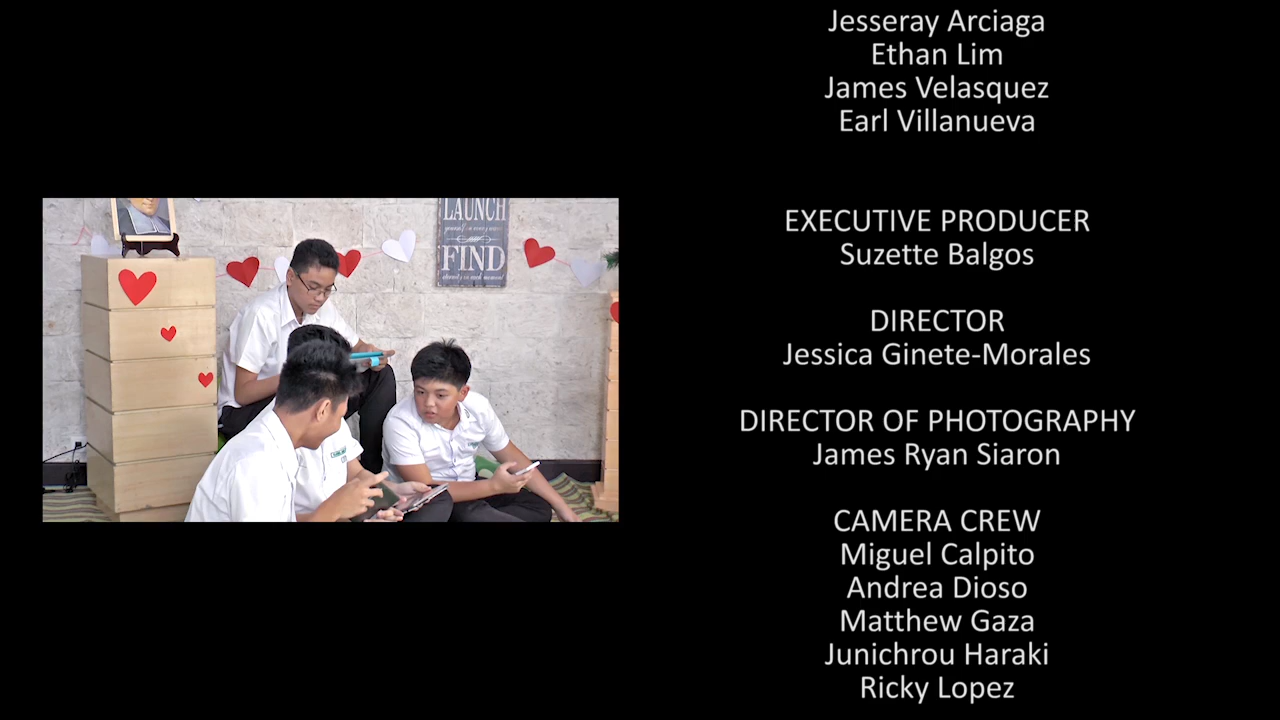 LAUNCH
FIND
Jesseray Arciaga
Ethan Lim
James Velasquez
Earl Villanueva
EXECUTIVE PRODUCER
Suzette Balgos
DIRECTOR
Jessica Ginete-Morales
DIRECTOR OF PHOTOGRAPHY
James Ryan Siaron
CAMERA CREW
Miguel Calpito
Andrea Dioso
Matthew Gaza
Junichrou Haraki
Ricky Lopez